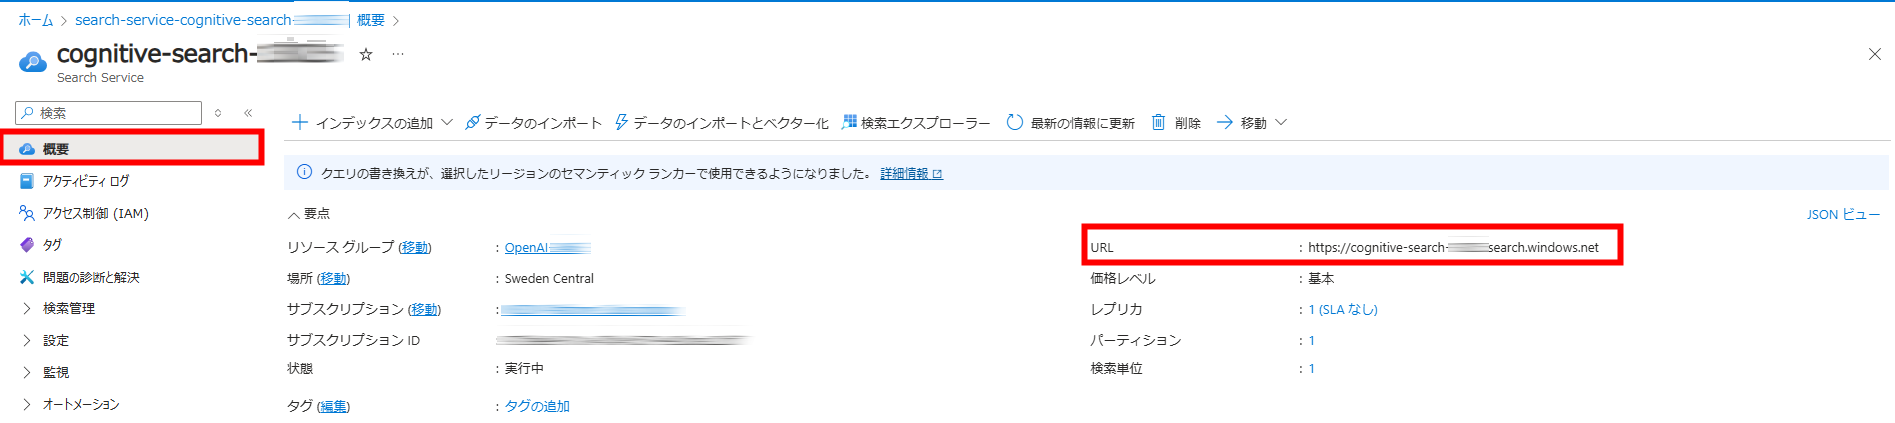 ホーム > search-service-cognitive-search- | 概要 >
cognitive-search-
Search Service
検索
概要
アクティビティ ログ
アクセス制御 (IAM)
タグ
問題の診断と解決
検索管理
設定
監視
オートメーション
インデックスの追加 データのインポート データのインポートとベクター化 検索エクスプローラー 最新の情報に更新 削除 移動
クエリの書き換えが、選択したリージョンのセマンティック ランカーで使用できるようになりました。 詳細情報
要点 JSON ビュー
リソース グループ (移動) : OpenAI-
URL : https://cognitive-search- search.windows.net
場所 (移動) : Sweden Central
価格レベル : 基本
サブスクリプション (移動) :
レプリカ : 1 (SLA なし)
サブスクリプション ID
パーティション : 1
状態 : 実行中
検索単位 : 1
タグ (編集) : タグの追加